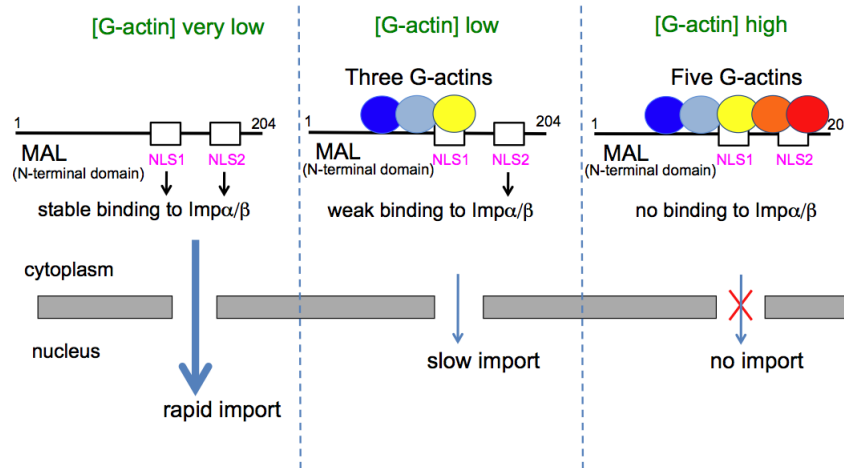 [G-actin] very low
1
204
MAL
(N-terminal domain)
NLS1
NLS2
stable binding to Impα/β
cytoplasm
nucleus
rapid import
[G-actin] low
Three G-actins
1
204
MAL
(N-terminal domain)
NLS1
NLS2
weak binding to Impα/β
slow import
[G-actin] high
Five G-actins
1
20
MAL
(N-terminal domain)
NLS1
NLS2
no binding to Impα/β
no import